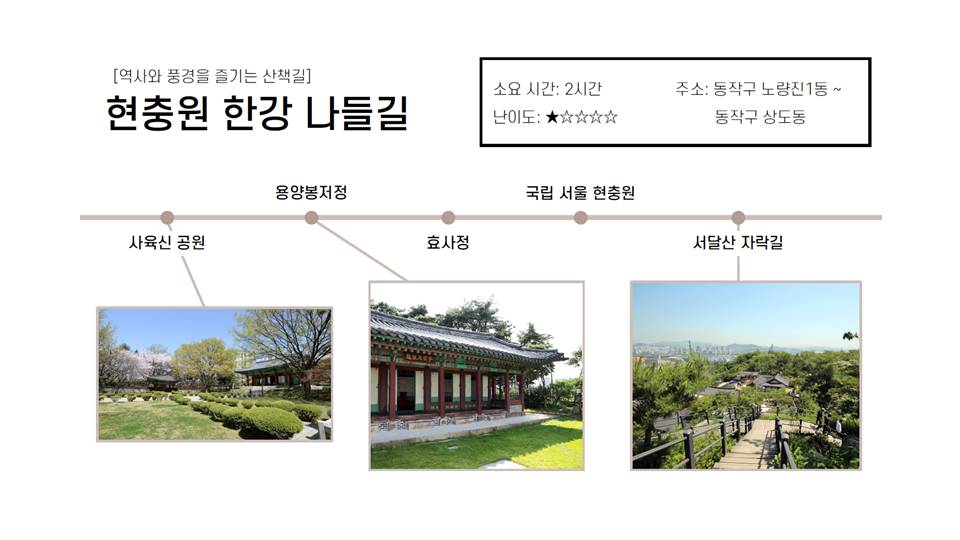 [역사와 풍경을 즐기는 산책길]
현충원 한강 나들길
소요 시간: 2시간
난이도: ★☆☆☆☆
주소: 동작구 노량진1동 ~
동작구 상도동
용양봉저정
국립 서울 현충원
사육신 공원
효사정
서달산 자락길